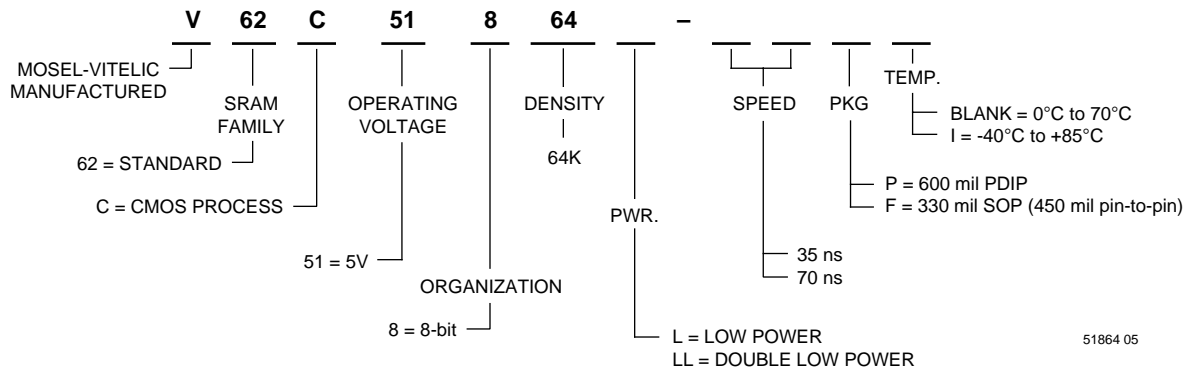 V 62 C 51 8 64 –
MOSEL-VITELIC
MANUFACTURED
SRAM
FAMILY
62 = STANDARD
C = CMOS PROCESS
OPERATING
VOLTAGE
51 = 5V
ORGANIZATION
8 = 8-bit
DENSITY
64K
PWR.
L = LOW POWER
LL = DOUBLE LOW POWER
SPEED
35 ns
70 ns
PKG
P = 600 mil PDIP
F = 330 mil SOP (450 mil pin-to-pin)
TEMP.
BLANK = 0°C to 70°C
I = -40°C to +85°C
51864 05